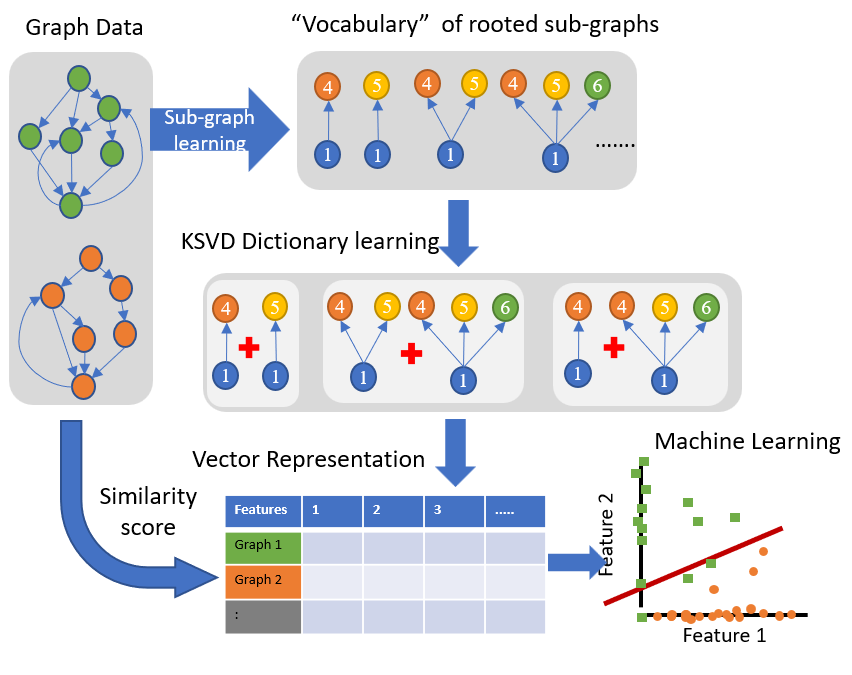 Graph Data
“Vocabulary” of rooted sub-graphs
4 5 4 5 4 5 6
Sub-graph
learning
1 1 1 1
.......
KSVD Dictionary learning
4 5 4 5 4 5 6 4 4 5 6
1 1 1 1 1 1
Vector Representation
Machine Learning
Similarity
score
Features 1 2 3 .....
Graph 1
Graph 2
:
Feature 2
Feature 1